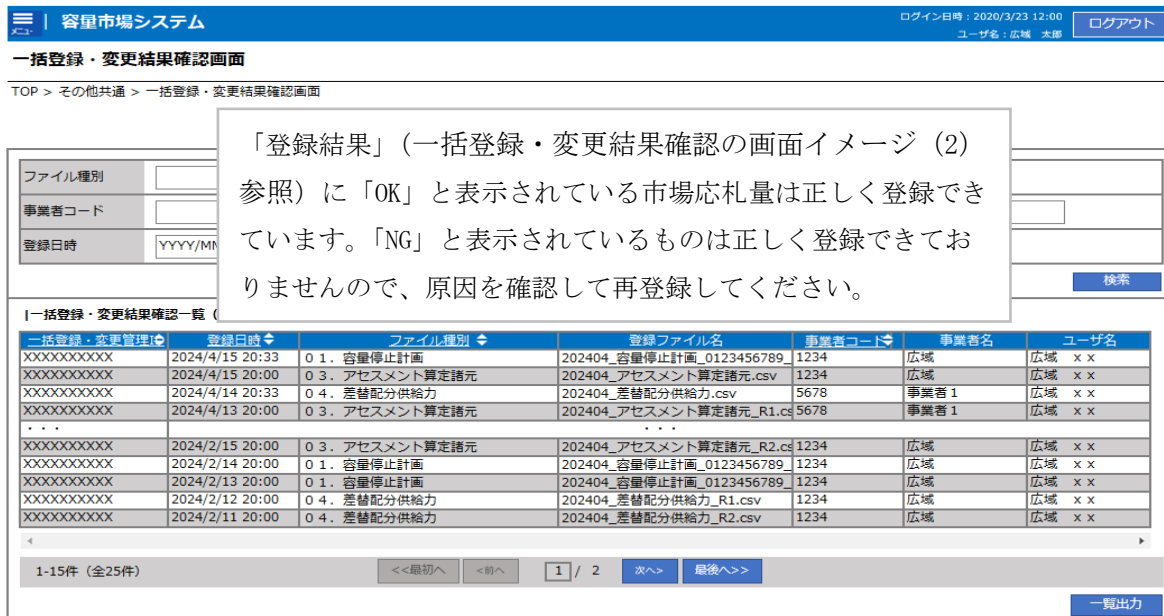 メニュー 容量市場システム
ログイン日時：2020/3/23 12:00
ユーザ名：広域 太郎
ログアウト
一括登録・変更結果確認画面
TOP > その他共通 > 一括登録・変更結果確認画面
「登録結果」（一括登録・変更結果確認の画面イメージ（2）
参照）に「OK」と表示されている市場応札量は正しく登録でき
ています。「NG」と表示されているものは正しく登録できてお
りませんので、原因を確認して再登録してください。
ファイル種別
事業者コード
登録日時 YYYY/MM
検索
|一括登録・変更結果確認一覧（
一括登録・変更管理ID 登録日時 ファイル種別 登録ファイル名 事業者コード 事業者名 ユーザ名
XXXXXXXXXX 2024/4/15 20:33 ０１．容量停止計画 202404_容量停止計画_0123456789_ 1234 広域 広域 ｘｘ
XXXXXXXXXX 2024/4/15 20:00 ０３．アセスメント算定諸元 202404_アセスメント算定諸元.csv 1234 広域 広域 ｘｘ
XXXXXXXXXX 2024/4/14 20:33 ０４．差替配分供給力 202404_差替配分供給力.csv 5678 事業者１ 広域 ｘｘ
XXXXXXXXXX 2024/4/13 20:00 ０３．アセスメント算定諸元 202404_アセスメント算定諸元_R1.cs 5678 事業者１ 広域 ｘｘ
・・・ ・・・
XXXXXXXXXX 2024/2/15 20:00 ０３．アセスメント算定諸元 202404_アセスメント算定諸元_R2.cs 1234 広域 広域 ｘｘ
XXXXXXXXXX 2024/2/14 20:00 ０１．容量停止計画 202404_容量停止計画_0123456789_ 1234 広域 広域 ｘｘ
XXXXXXXXXX 2024/2/13 20:00 ０１．容量停止計画 202404_容量停止計画_0123456789_ 1234 広域 広域 ｘｘ
XXXXXXXXXX 2024/2/12 20:00 ０４．差替配分供給力 202404_差替配分供給力_R1.csv 1234 広域 広域 ｘｘ
XXXXXXXXXX 2024/2/11 20:00 ０４．差替配分供給力 202404_差替配分供給力_R2.csv 1234 広域 広域 ｘｘ
1-15件（全25件） <<最初へ <前へ 1 / 2 次へ> 最後へ>>
一覧出力